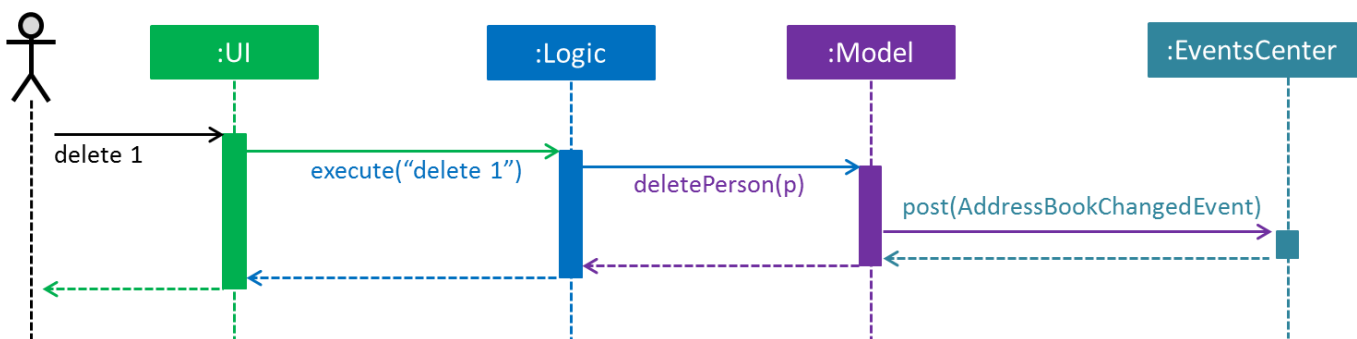 :UI
:Logic
:Model
:EventsCenter
delete 1
execute(“delete 1”)
deletePerson(p)
post(AddressBookChangedEvent)